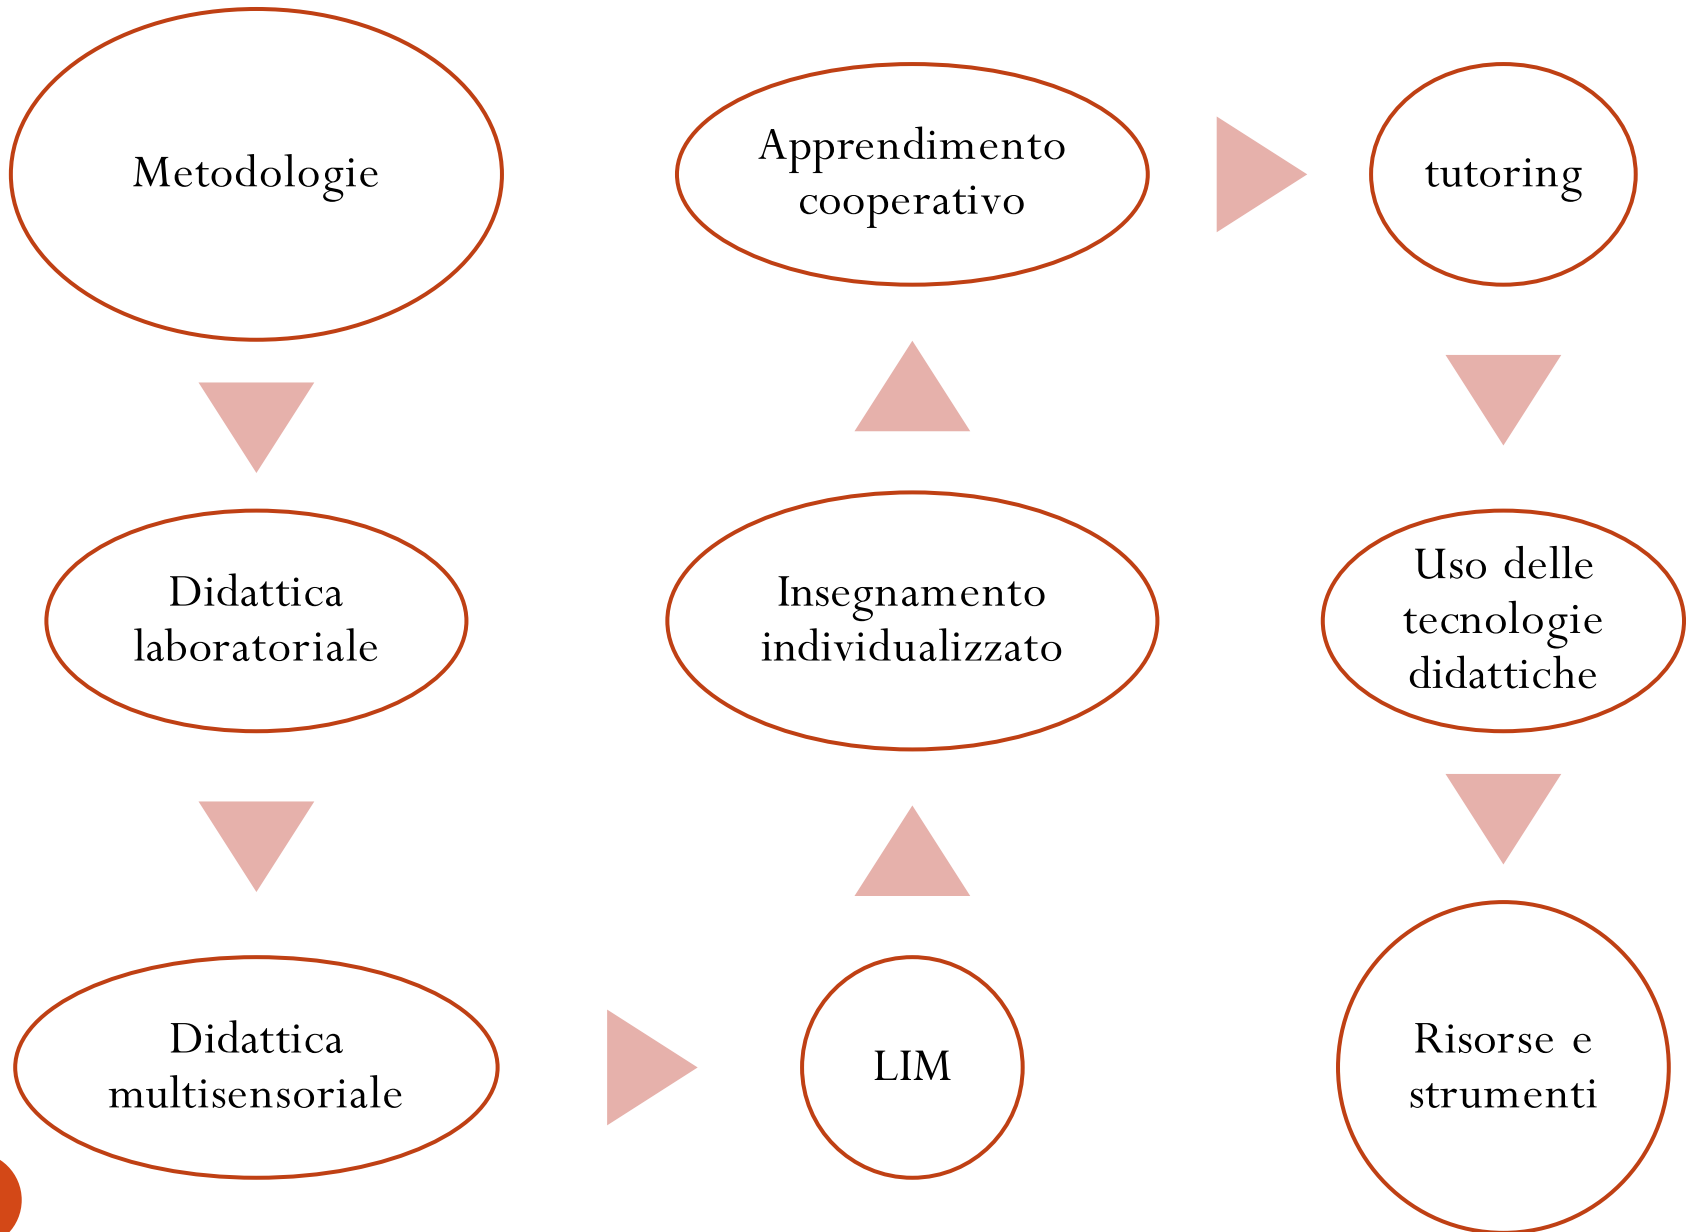 Metodologie
Didattica
laboratoriale
Didattica
multisensoriale
LIM
Insegnamento
individualizzato
Apprendimento
cooperativo
tutoring
Uso delle
tecnologie
didattiche
Risorse e
strumenti